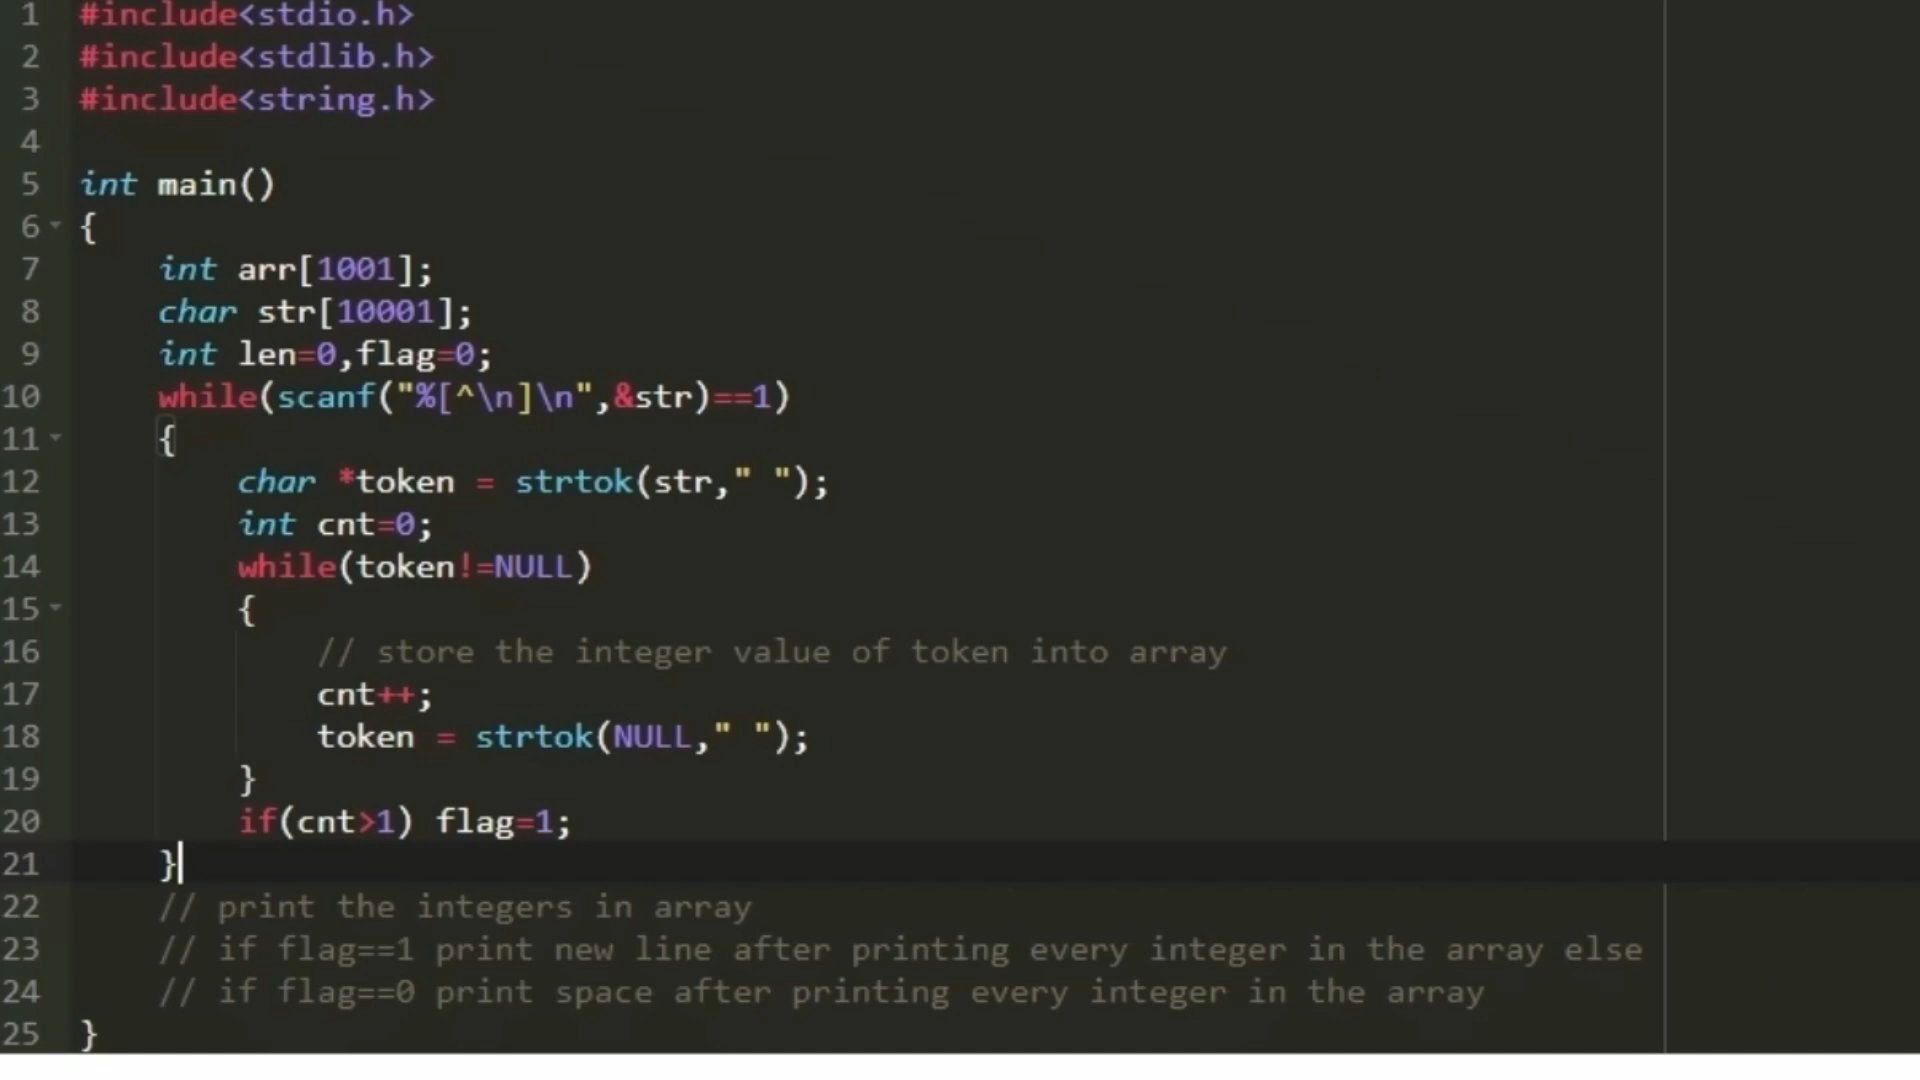 1 #include<stdio.h>
2 #include<stdlib.h>
3 #include<string.h>
4
5 int main()
6 {
7 int arr[1001];
8 char str[10001];
9 int len=0,flag=0;
10 while(scanf("%[^\n]\n",&str)==1)
11 {
12 char *token = strtok(str," ");
13 int cnt=0;
14 while(token!=NULL)
15 {
16 // store the integer value of token into array
17 cnt++;
18 token = strtok(NULL," ");
19 }
20 if(cnt>1) flag=1;
21 }
22 // print the integers in array
23 // if flag==1 print new line after printing every integer in the array else
24 // if flag==0 print space after printing every integer in the array
25 }